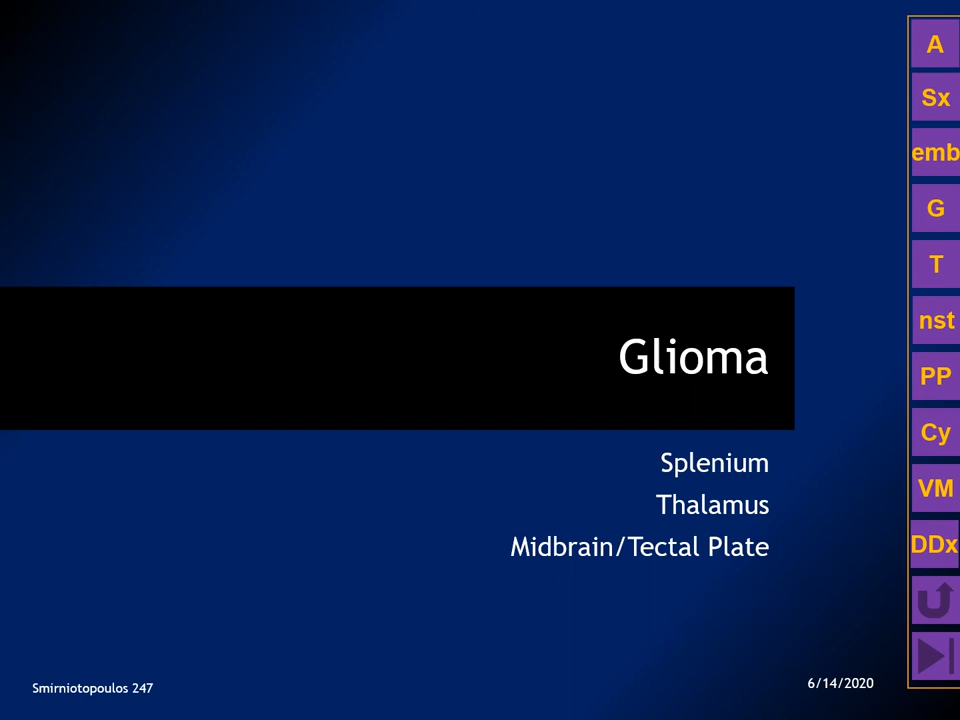 Glioma
Splenium
Thalamus
Midbrain/Tectal Plate
Smirniotopoulos 247
6/14/2020
A
Sx
emb
G
T
nst
PP
Cy
VM
DDx